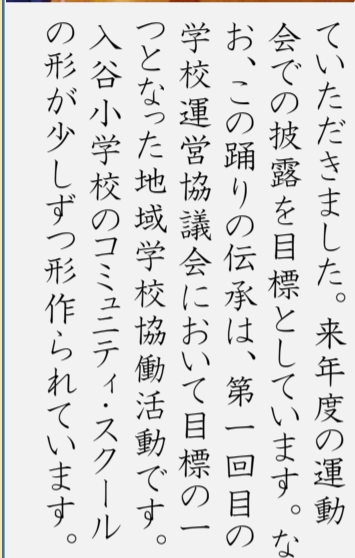 ていただきました。来年度の運動
会での披露を目標としています。な
お、この踊りの伝承は、第一回目の
学校運営協議会において目標の一
つとなった地域学校協働活動です。
入谷小学校のコミュニティ・スクール
の形が少しずつ形作られています。